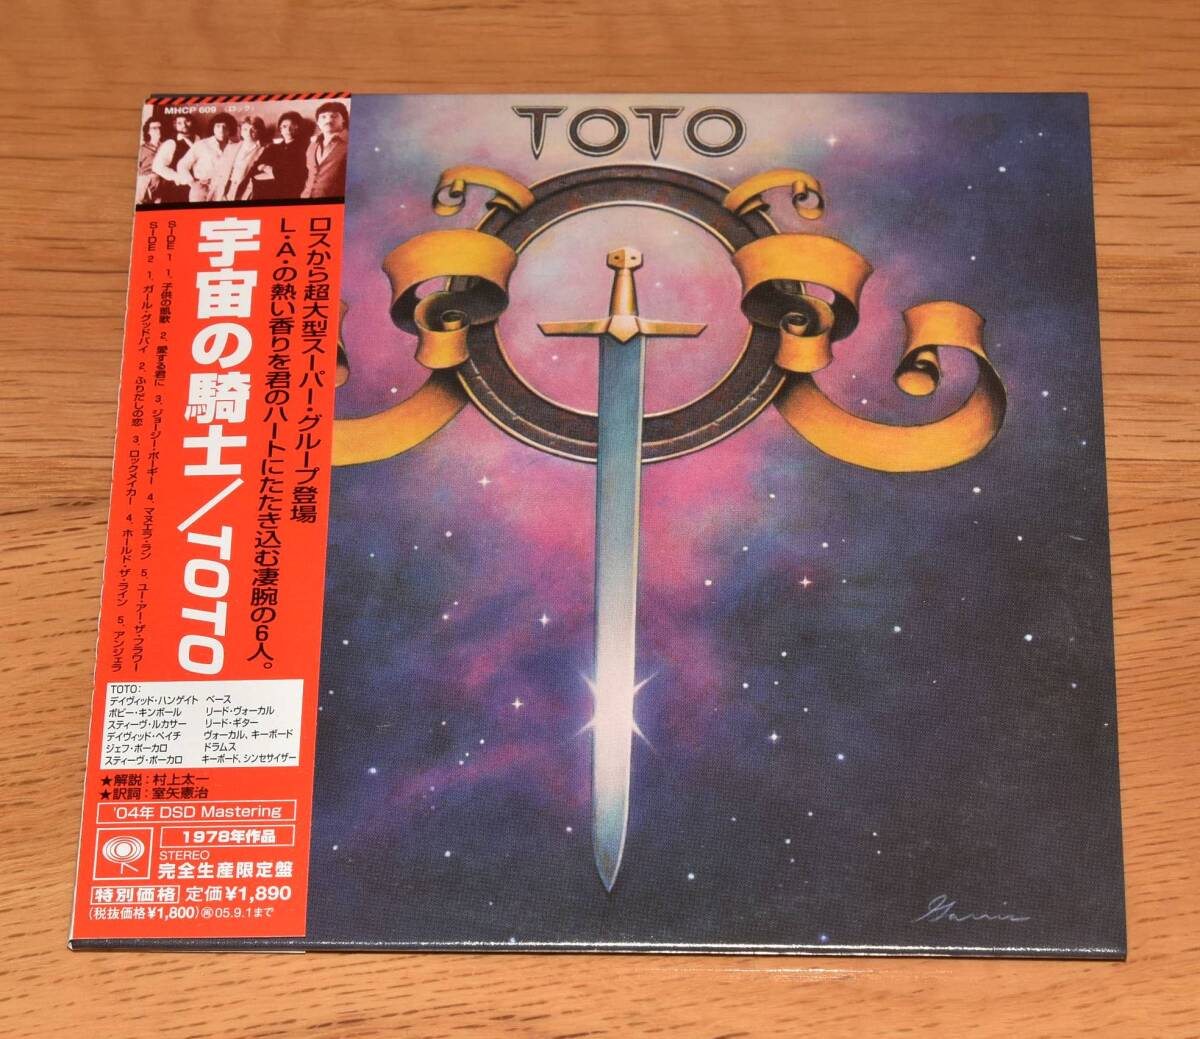 MHCP 609 〈ロック〉
TOTO
ロスから超大型スーパー・グループ登場
L・A・の熱い香りを君のハートにたたき込む凄腕の6人。
宇宙の騎士/TOTO
SIDE 1 1. 子供の凱歌 2. 愛する君に 3. ジョージー・ポーギー 4. マヌエラ・ラン 5. ユー・アー・ザ・フラワー
SIDE 2 1. ガール・グッドバイ 2. ふりだしの恋 3. ロックメイカー 4. ホールド・ザ・ライン 5. アンジェラ
TOTO:
デイヴィッド・ハンゲイト ベース
ボビー・キンボール リード・ヴォーカル
スティーヴ・ルカサー リード・ギター
デイヴィッド・ペイチ ヴォーカル、キーボード
ジェフ・ポーカロ ドラムス
スティーヴ・ポーカロ キーボード、シンセサイザー
★解説:村上太一
★訳詞:室矢憲治
'04年 DSD Mastering
1978年作品
STEREO
完全生産限定盤
特別価格 定価¥1,890
(税抜価格¥1,800)㋐05.9.1まで